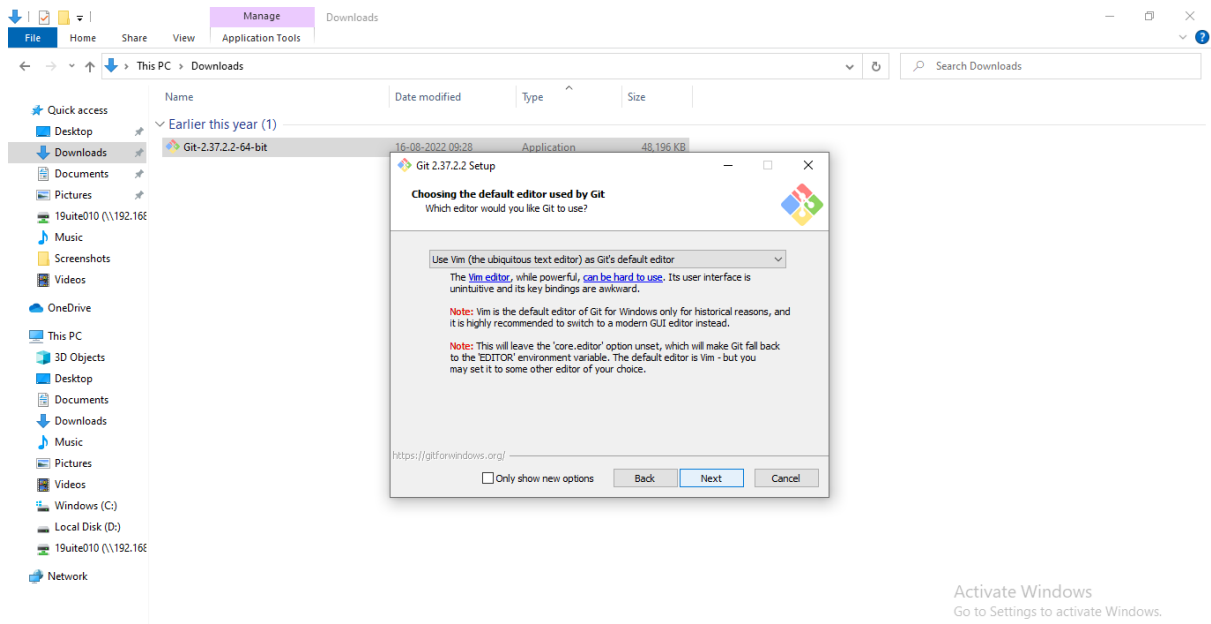 Manage
Downloads
File Home Share View Application Tools
This PC > Downloads
Search Downloads
Name Date modified Type Size
Quick access
Desktop
Downloads
Documents
Pictures
19uite010 (\\192.168
Music
Screenshots
Videos
OneDrive
This PC
3D Objects
Desktop
Documents
Downloads
Music
Pictures
Videos
Windows (C:)
Local Disk (D:)
19uite010 (\\192.168
Network
Earlier this year (1)
Git-2.37.2.2-64-bit 16-08-2022 09:28 Application 48,196 KB
Git 2.37.2.2 Setup
Choosing the default editor used by Git
Which editor would you like Git to use?
Use Vim (the ubiquitous text editor) as Git's default editor
The Vim editor, while powerful, can be hard to use. Its user interface is
unintuitive and its key bindings are awkward.
Note: Vim is the default editor of Git for Windows only for historical reasons, and
it is highly recommended to switch to a modern GUI editor instead.
Note: This will leave the 'core.editor' option unset, which will make Git fall back
to the 'EDITOR' environment variable. The default editor is Vim - but you
may set it to some other editor of your choice.
https://gitforwindows.org/
Only show new options Back Next Cancel
Activate Windows
Go to Settings to activate Windows.